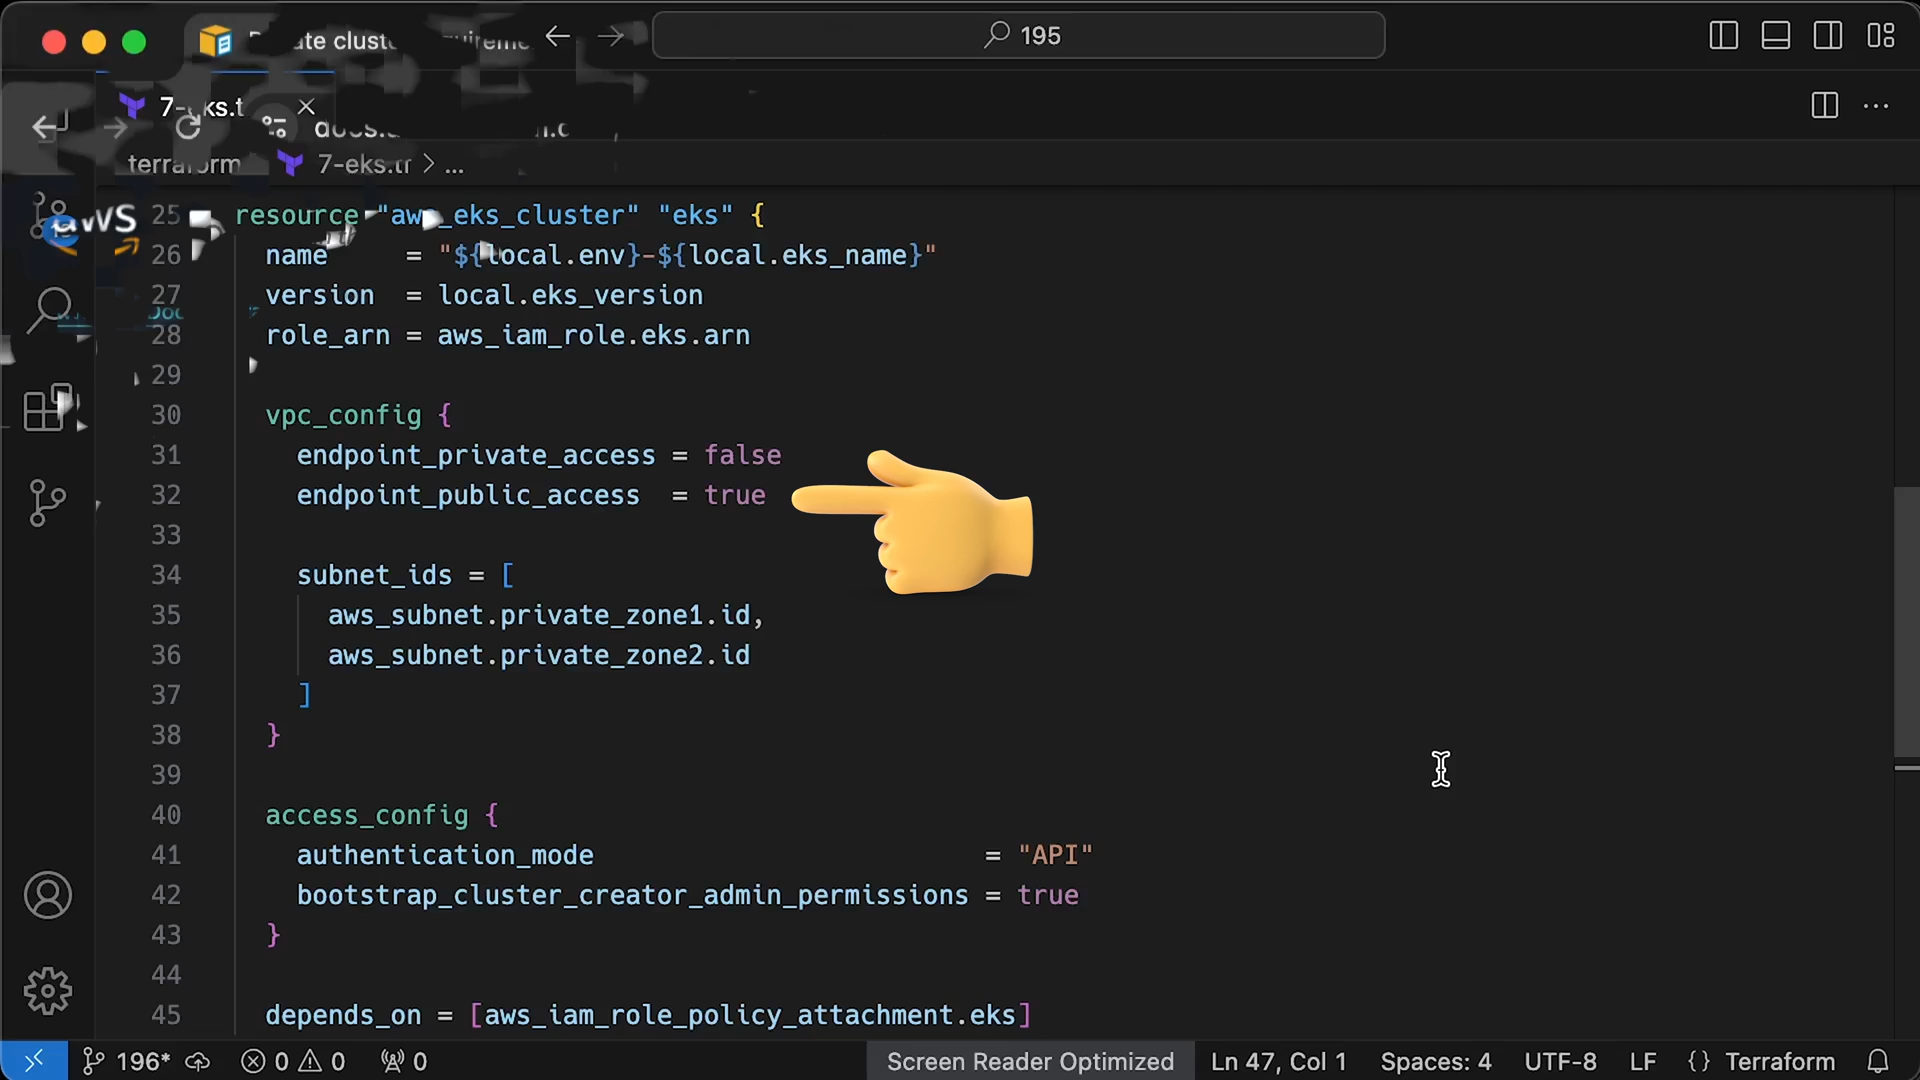 195
terraform
7-eks.tf > ...
aws
25 resource "aws_eks_cluster" "eks" {
26 name = "${local.env}-${local.eks_name}"
27 version = local.eks_version
28 role_arn = aws_iam_role.eks.arn
29
30 vpc_config {
31 endpoint_private_access = false
32 endpoint_public_access = true
33
34 subnet_ids = [
35 aws_subnet.private_zone1.id,
36 aws_subnet.private_zone2.id
37 ]
38 }
39
40 access_config {
41 authentication_mode = "API"
42 bootstrap_cluster_creator_admin_permissions = true
43 }
44
45 depends_on = [aws_iam_role_policy_attachment.eks]
196* 0 0 0 Screen Reader Optimized Ln 47, Col 1 Spaces: 4 UTF-8 LF {} Terraform